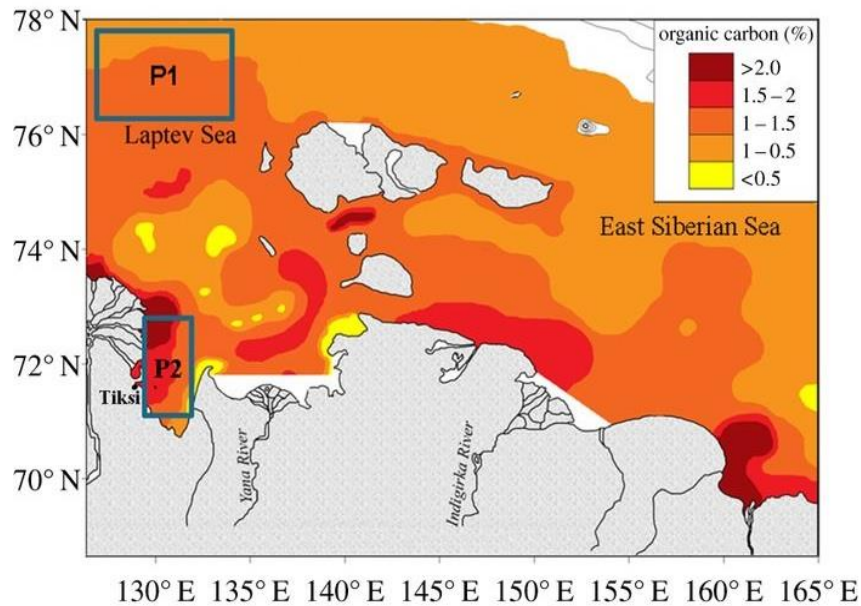 78° N
76° N
74° N
72° N
70° N
130° E
135° E
140° E
145° E
150° E
155° E
160° E
165° E
organic carbon (%)
>2.0
1.5–2
1–1.5
1–0.5
<0.5
P1
Laptev Sea
East Siberian Sea
P2
Tiksi
Yana River
Indigirka River